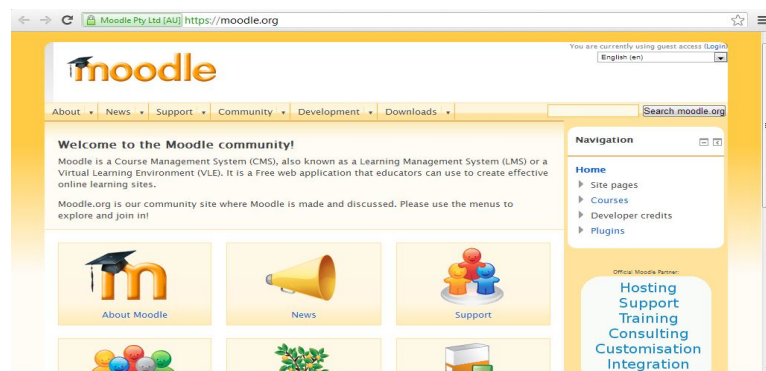 Moodle Pty Ltd [AU] https://moodle.org
You are currently using guest access (Login)
English (en)
moodle
About News Support Community Development Downloads
Search moodle.org
Welcome to the Moodle community!
Moodle is a Course Management System (CMS), also known as a Learning Management System (LMS) or a
Virtual Learning Environment (VLE). It is a Free web application that educators can use to create effective
online learning sites.
Moodle.org is our community site where Moodle is made and discussed. Please use the menus to
explore and join in!
m
About Moodle
News
Support
Navigation
Home
Site pages
Courses
Developer credits
Plugins
Official Moodle Partner:
Hosting
Support
Training
Consulting
Customisation
Integration